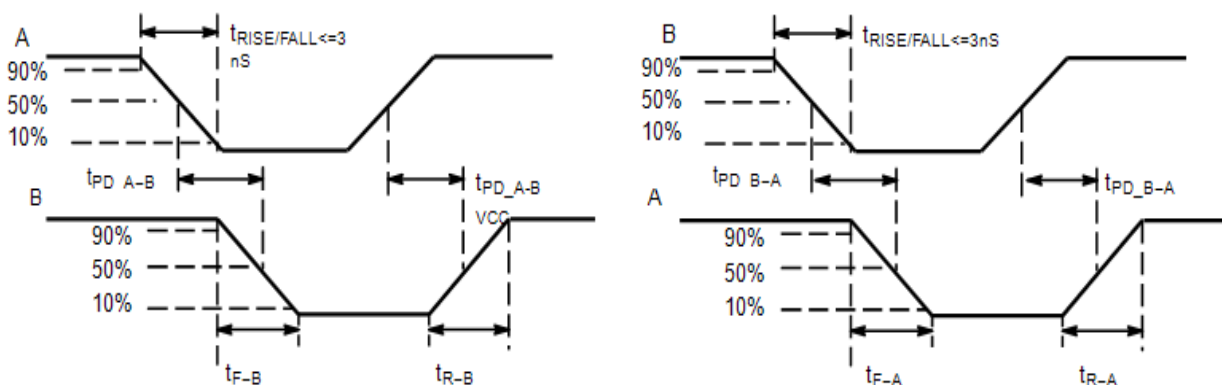 A
tRISE/FALL<=3
nS
90%
50%
10%
tPD A–B
tPD_A-B
VCC
B
90%
50%
10%
tF–B
tR–B
B
tRISE/FALL<=3nS
90%
50%
10%
tPD B–A
tPD_B–A
A
90%
50%
10%
tF–A
tR–A